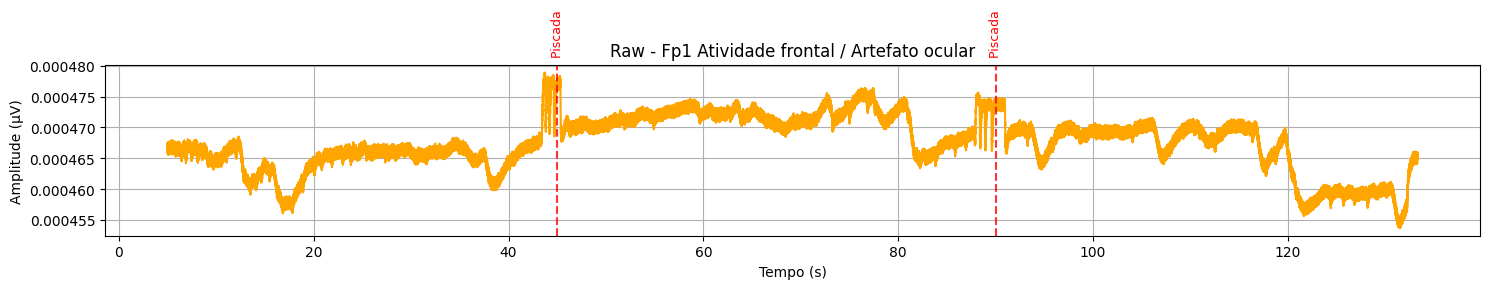 Piscada
Piscada
Raw - Fp1 Atividade frontal / Artefato ocular
Amplitude (µV)
0.000480
0.000475
0.000470
0.000465
0.000460
0.000455
0
20
40
60
80
100
120
Tempo (s)